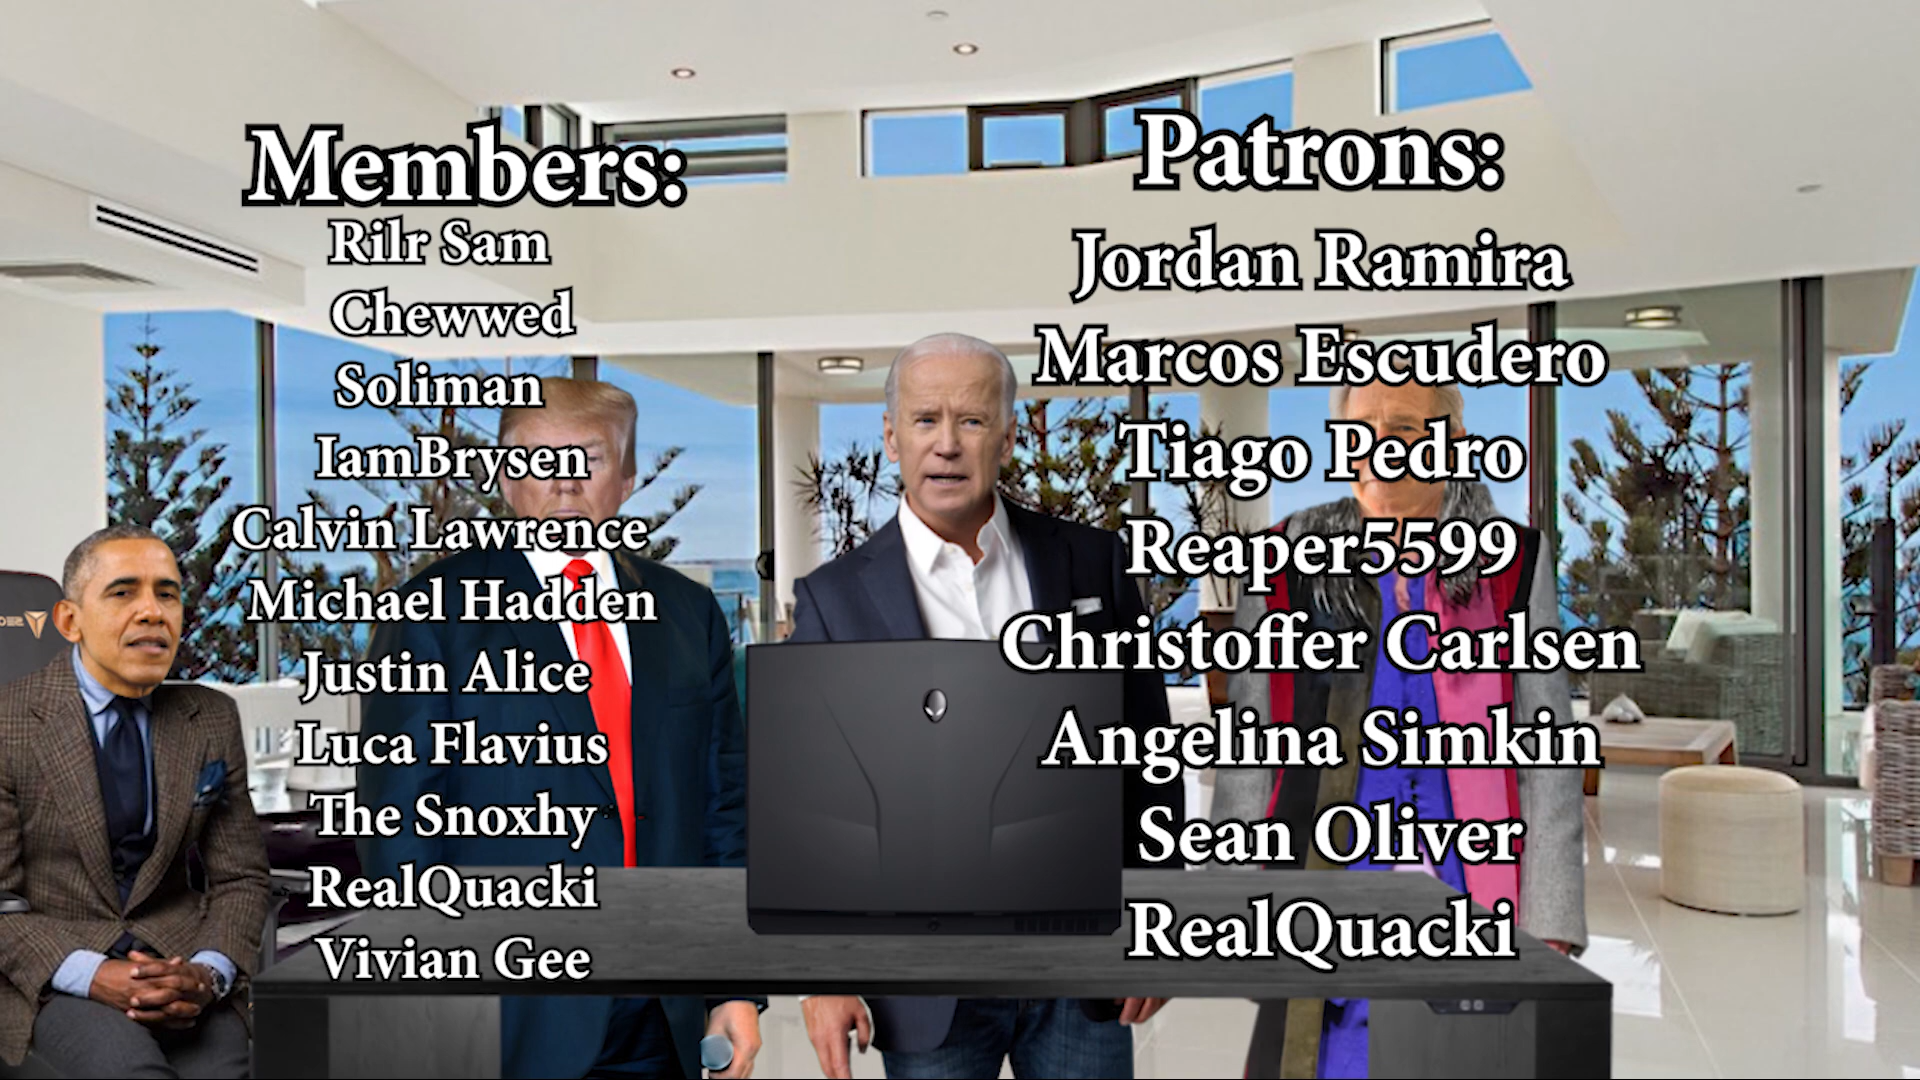 Members:
Rilr Sam
Chewwed
Soliman
IamBrysen
Calvin Lawrence
Michael Hadden
Justin Alice
Luca Flavius
The Snoxhy
RealQuacki
Vivian Gee
Patrons:
Jordan Ramira
Marcos Escudero
Tiago Pedro
Reaper5599
Christoffer Carlsen
Angelina Simkin
Sean Oliver
RealQuacki